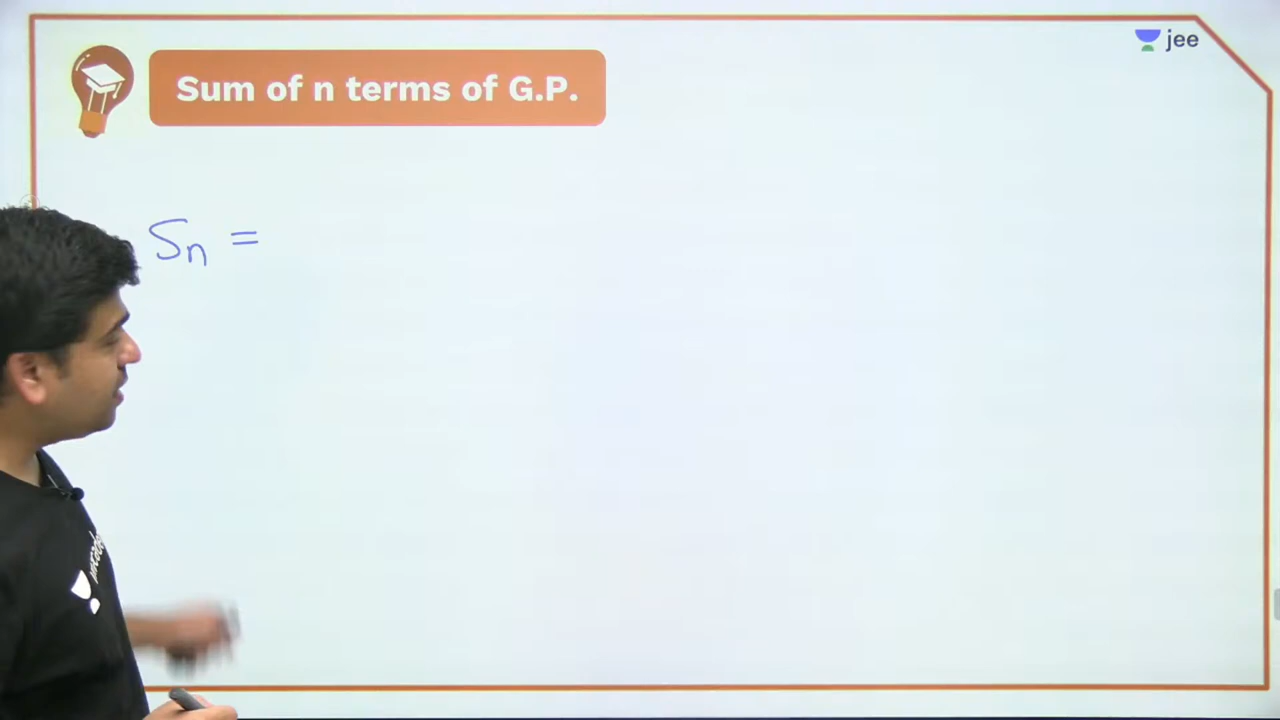 jee
Sum of n terms of G.P.
Sn =